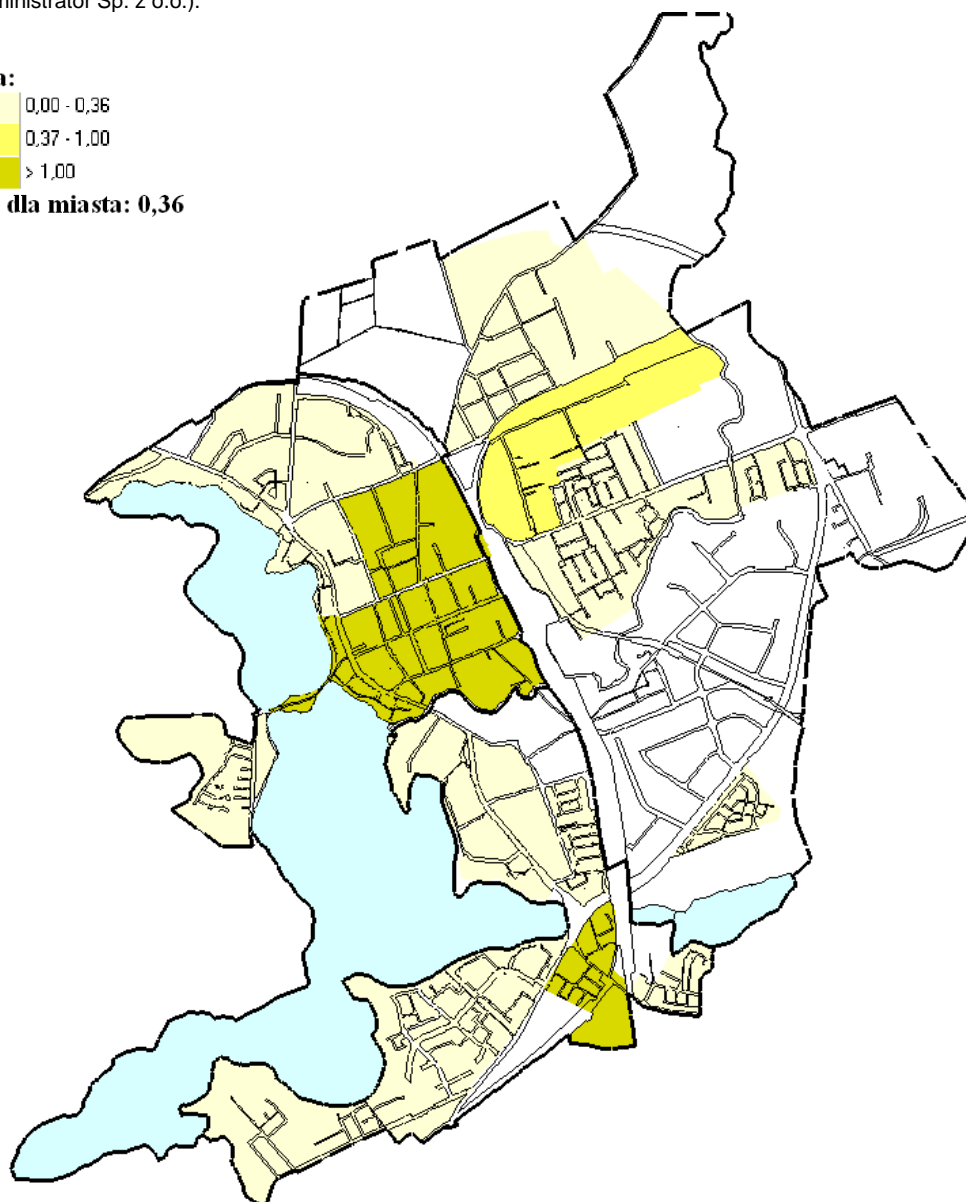 ministrator Sp. z o.o.).
a:
0,00 - 0,36
0,37 - 1,00
> 1,00
dla miasta: 0,36